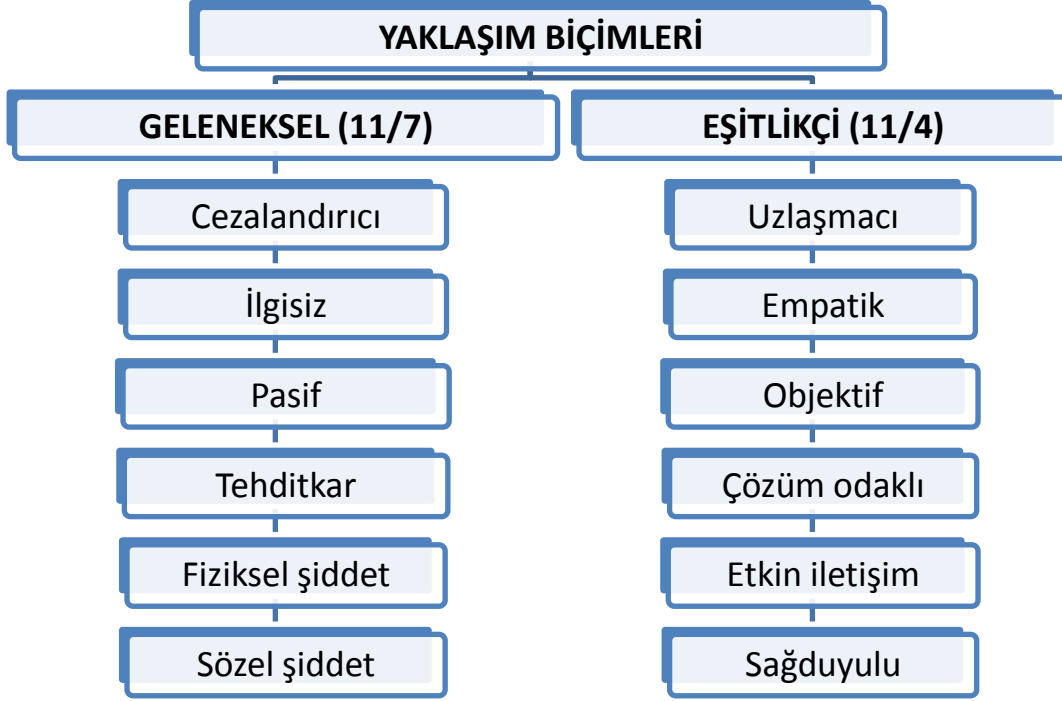 YAKLAŞIM BİÇİMLERİ
GELENEKSEL (11/7)
Cezalandırıcı
İlgisiz
Pasif
Tehditkar
Fiziksel şiddet
Sözel şiddet
EŞİTLİKÇİ (11/4)
Uzlaşmacı
Empatik
Objektif
Çözüm odaklı
Etkin iletişim
Sağduyulu